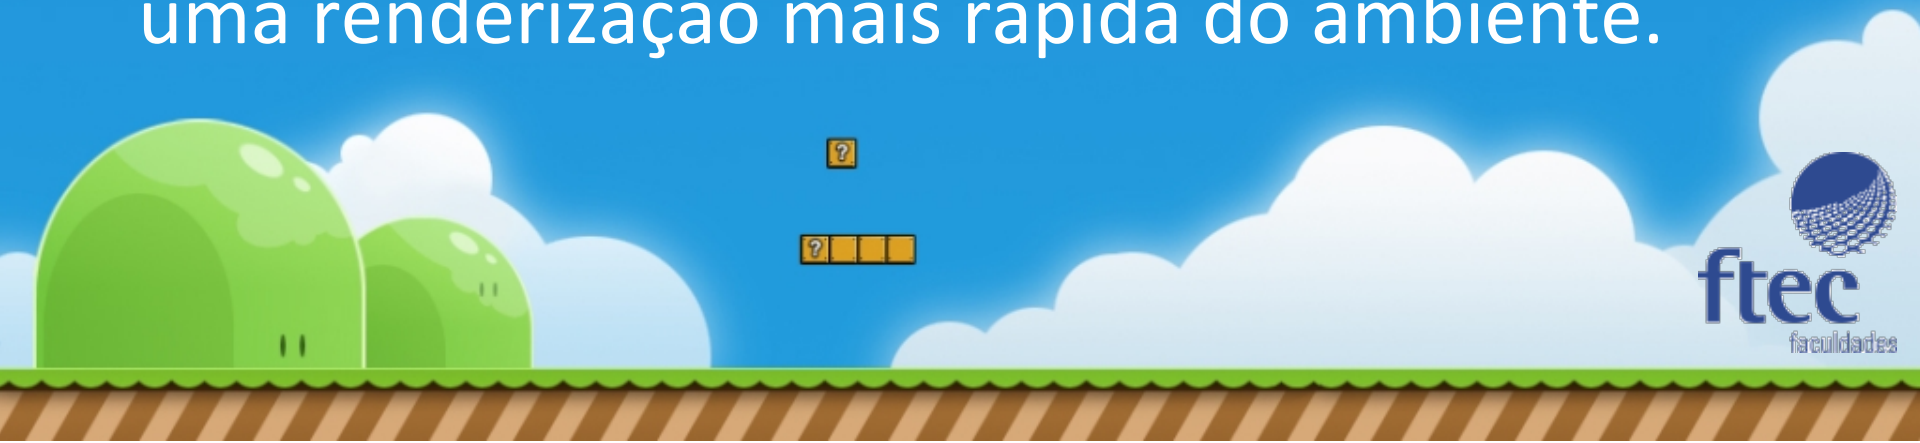 uma renderização mais rápida do ambiente.
?
?
ftec
faculdades